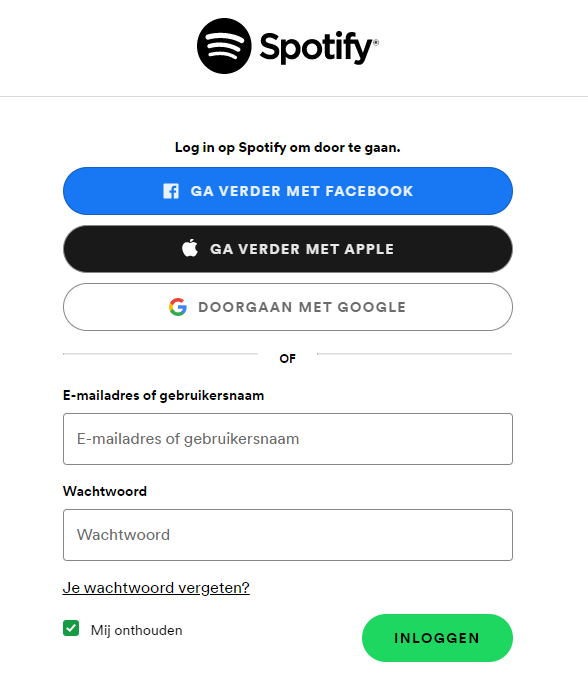 Spotify®
Log in op Spotify om door te gaan.
GA VERDER MET FACEBOOK
GA VERDER MET APPLE
DOORGAAN MET GOOGLE
OF
E-mailadres of gebruikersnaam
E-mailadres of gebruikersnaam
Wachtwoord
Wachtwoord
Je wachtwoord vergeten?
Mij onthouden
INLOGGEN